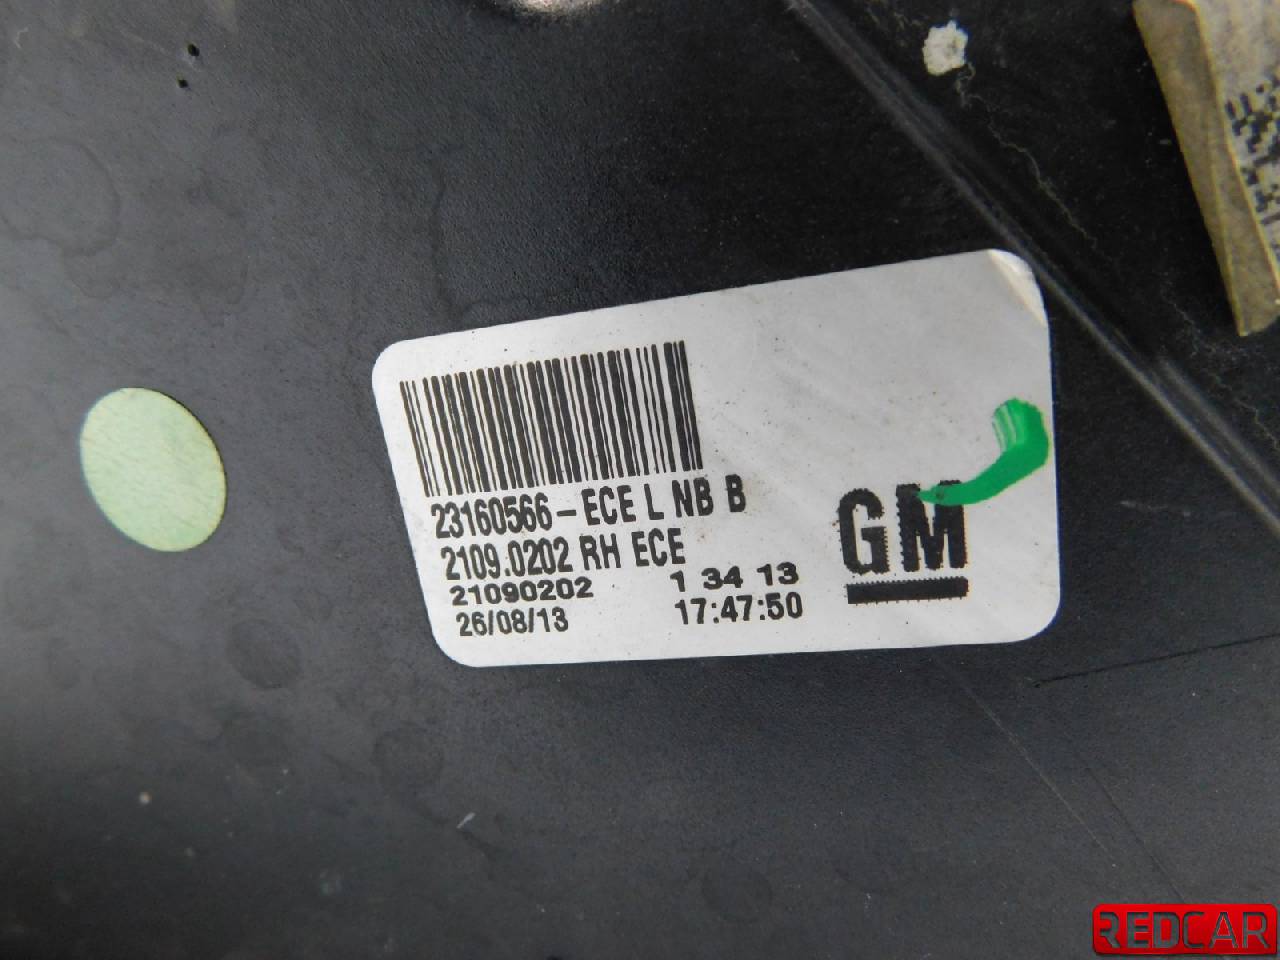 23160566-ECE L NB B
2109.0202 RH ECE
21090202 1 34 13
26/08/13 17:47:50
GM
REDCAR